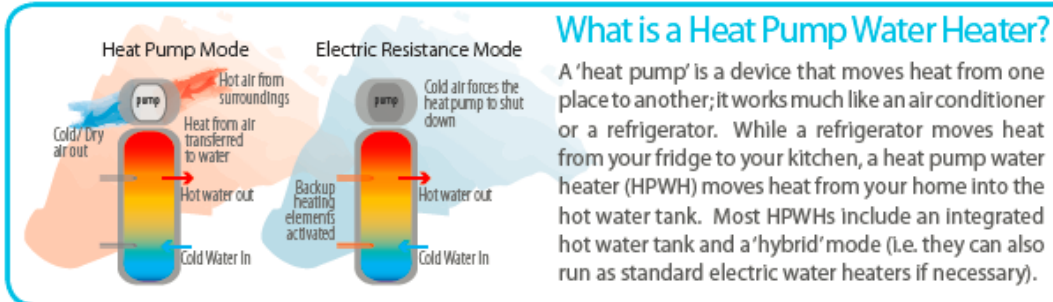 Heat Pump Mode
pump
Hot air from
surroundings
Cold/Dry
air out
Heat from air
transferred
to water
Hot water out
Cold Water In
Electric Resistance Mode
pump
Cold air forces the
heat pump to shut
down
Backup
heating
elements
activated
Hot water out
Cold Water In
What is a Heat Pump Water Heater?
A 'heat pump' is a device that moves heat from one
place to another; it works much like an air conditioner
or a refrigerator. While a refrigerator moves heat
from your fridge to your kitchen, a heat pump water
heater (HPWH) moves heat from your home into the
hot water tank. Most HPWHs include an integrated
hot water tank and a 'hybrid' mode (i.e. they can also
run as standard electric water heaters if necessary).